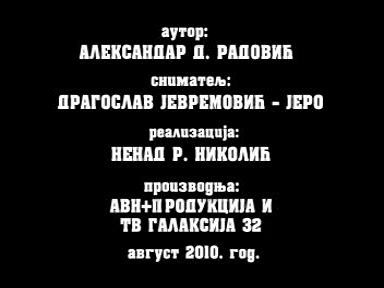 аутор:
АЛЕКСАНДАР Д. РАДОВИЋ
сниматељ:
ДРАГОСЛАВ ЈЕВРЕМОВИЋ - ЈЕРО
реализација:
НЕНАД Р. НИКОЛИЋ
производња:
АВН+ПРОДУКЦИЈА И
ТВ ГАЛАКСИЈА 32
август 2010. год.